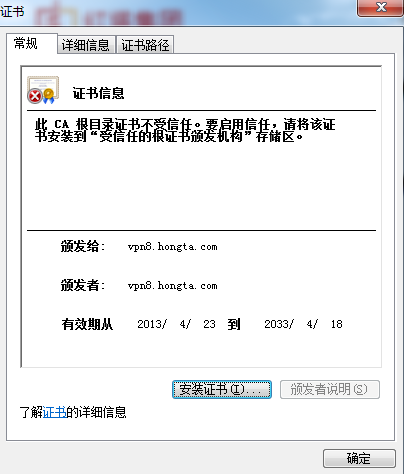 证书
常规
详细信息
证书路径
证书信息
此 CA 根目录证书不受信任。要启用信任，请将该证
书安装到“受信任的根证书颁发机构”存储区。
颁发给: vpn8.hongta.com
颁发者: vpn8.hongta.com
有效期从 2013/ 4/ 23 到 2033/ 4/ 18
安装证书(I)...
颁发者说明(S)
了解证书的详细信息
确定